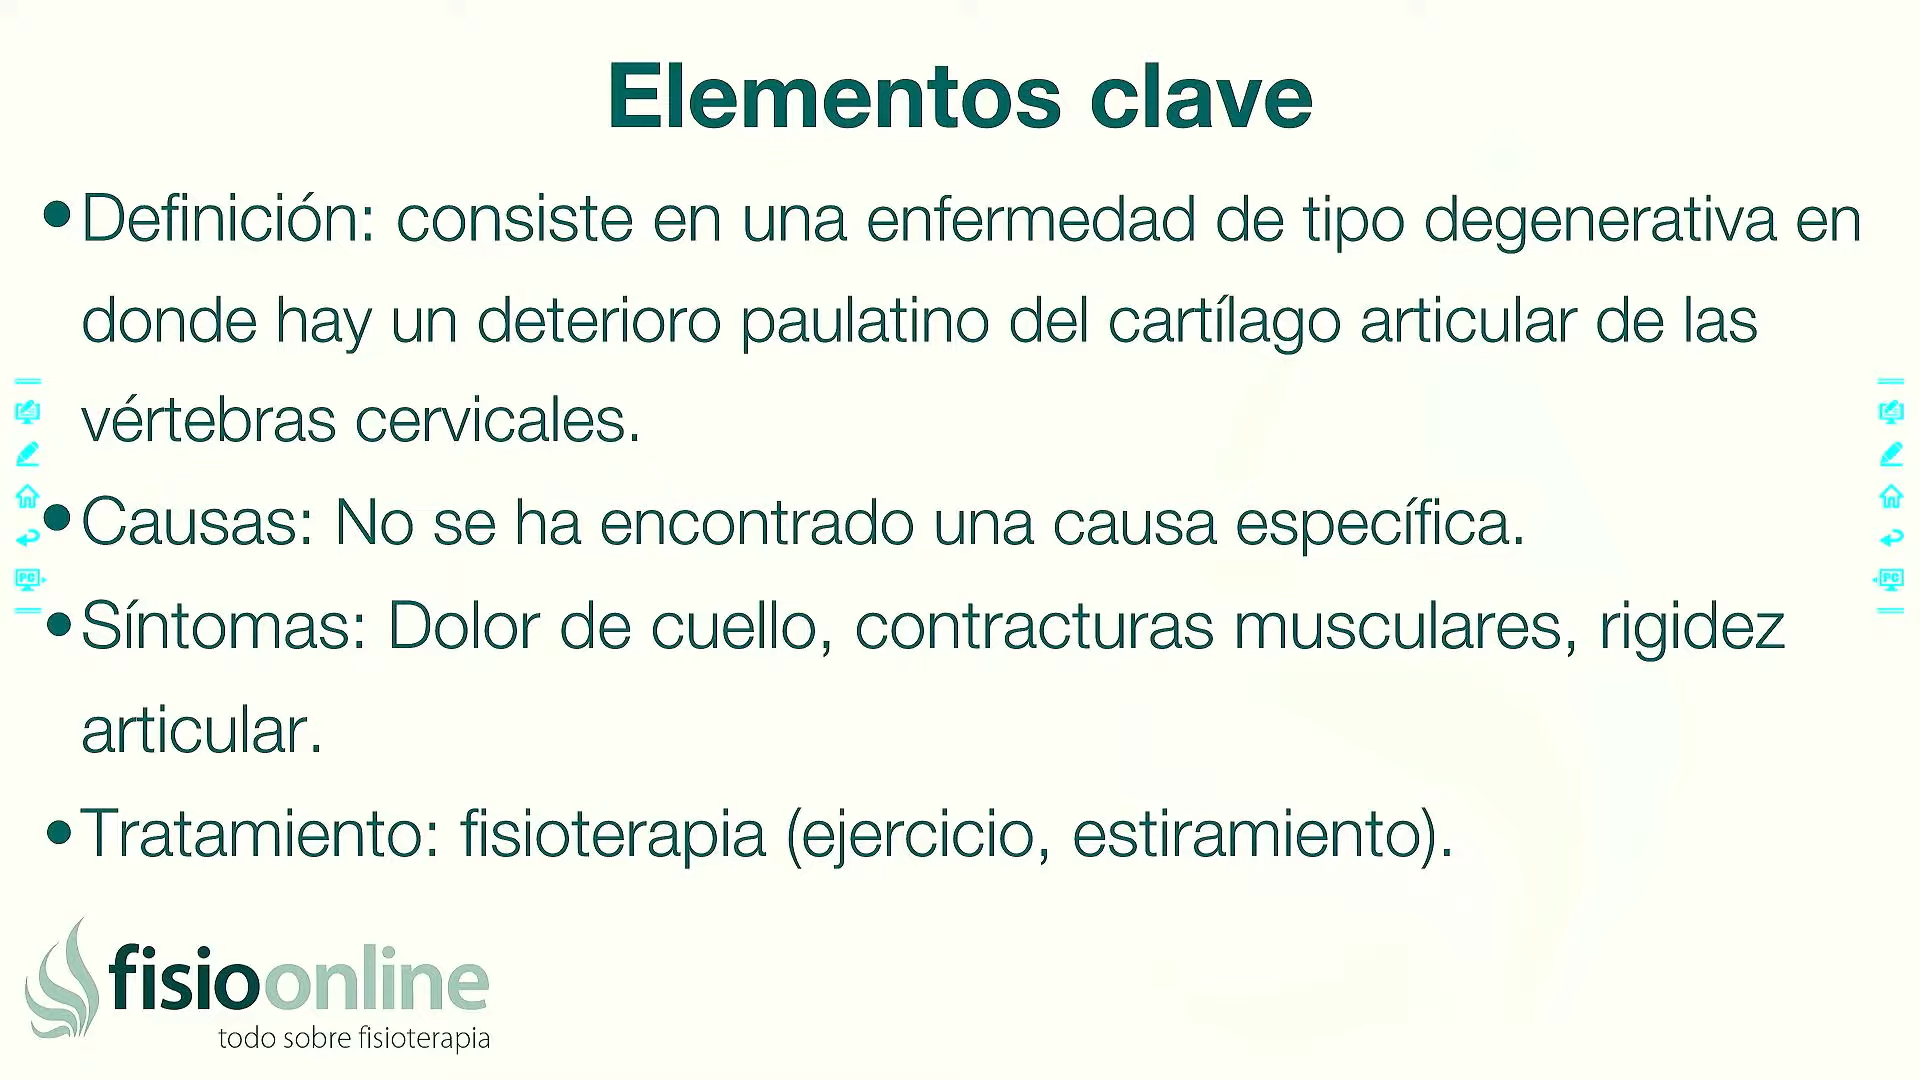 Elementos clave
•Definición: consiste en una enfermedad de tipo degenerativa en
donde hay un deterioro paulatino del cartílago articular de las
vértebras cervicales.
•Causas: No se ha encontrado una causa específica.
•Síntomas: Dolor de cuello, contracturas musculares, rigidez
articular.
•Tratamiento: fisioterapia (ejercicio, estiramiento).
PC
PC
fisioonline
todo sobre fisioterapia